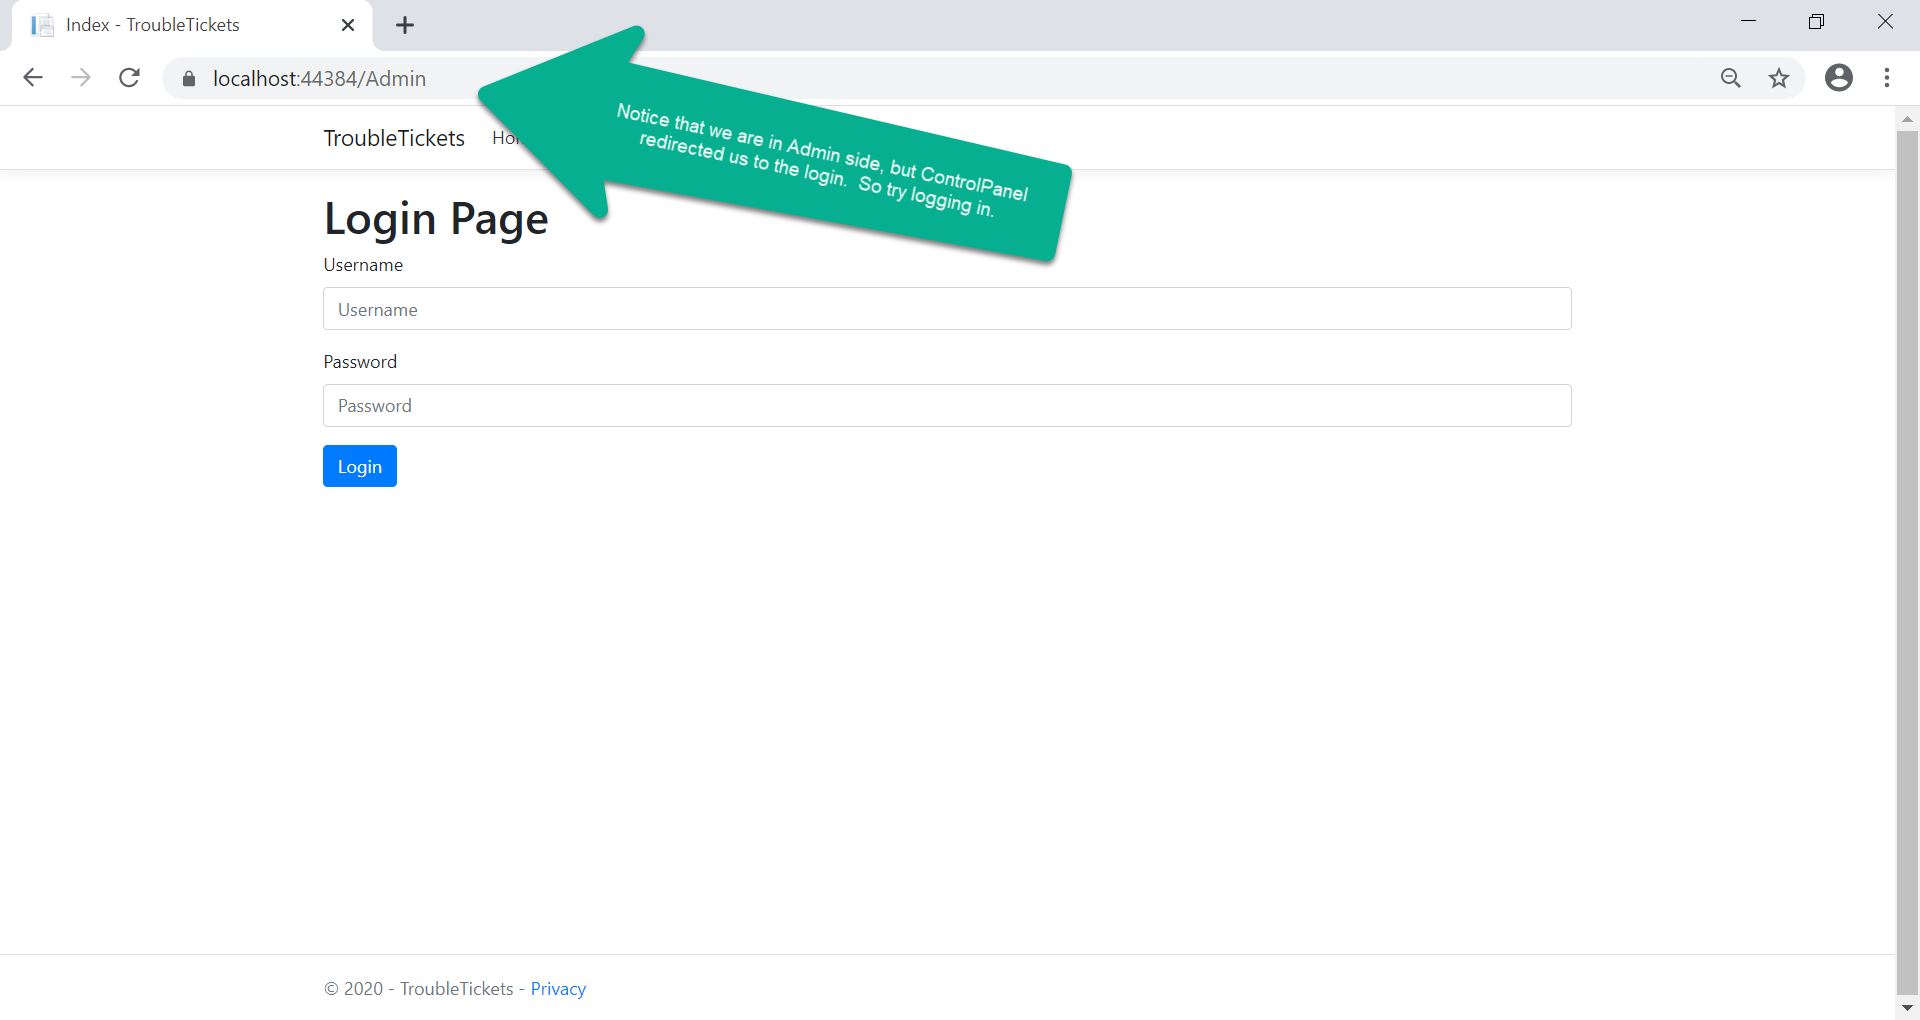 Index - TroubleTickets
localhost:44384/Admin
TroubleTickets
Notice that we are in Admin side, but ControlPanel
redirected us to the login.  So try logging in.
Login Page
Username
Username
Password
Password
Login
© 2020 - TroubleTickets - Privacy